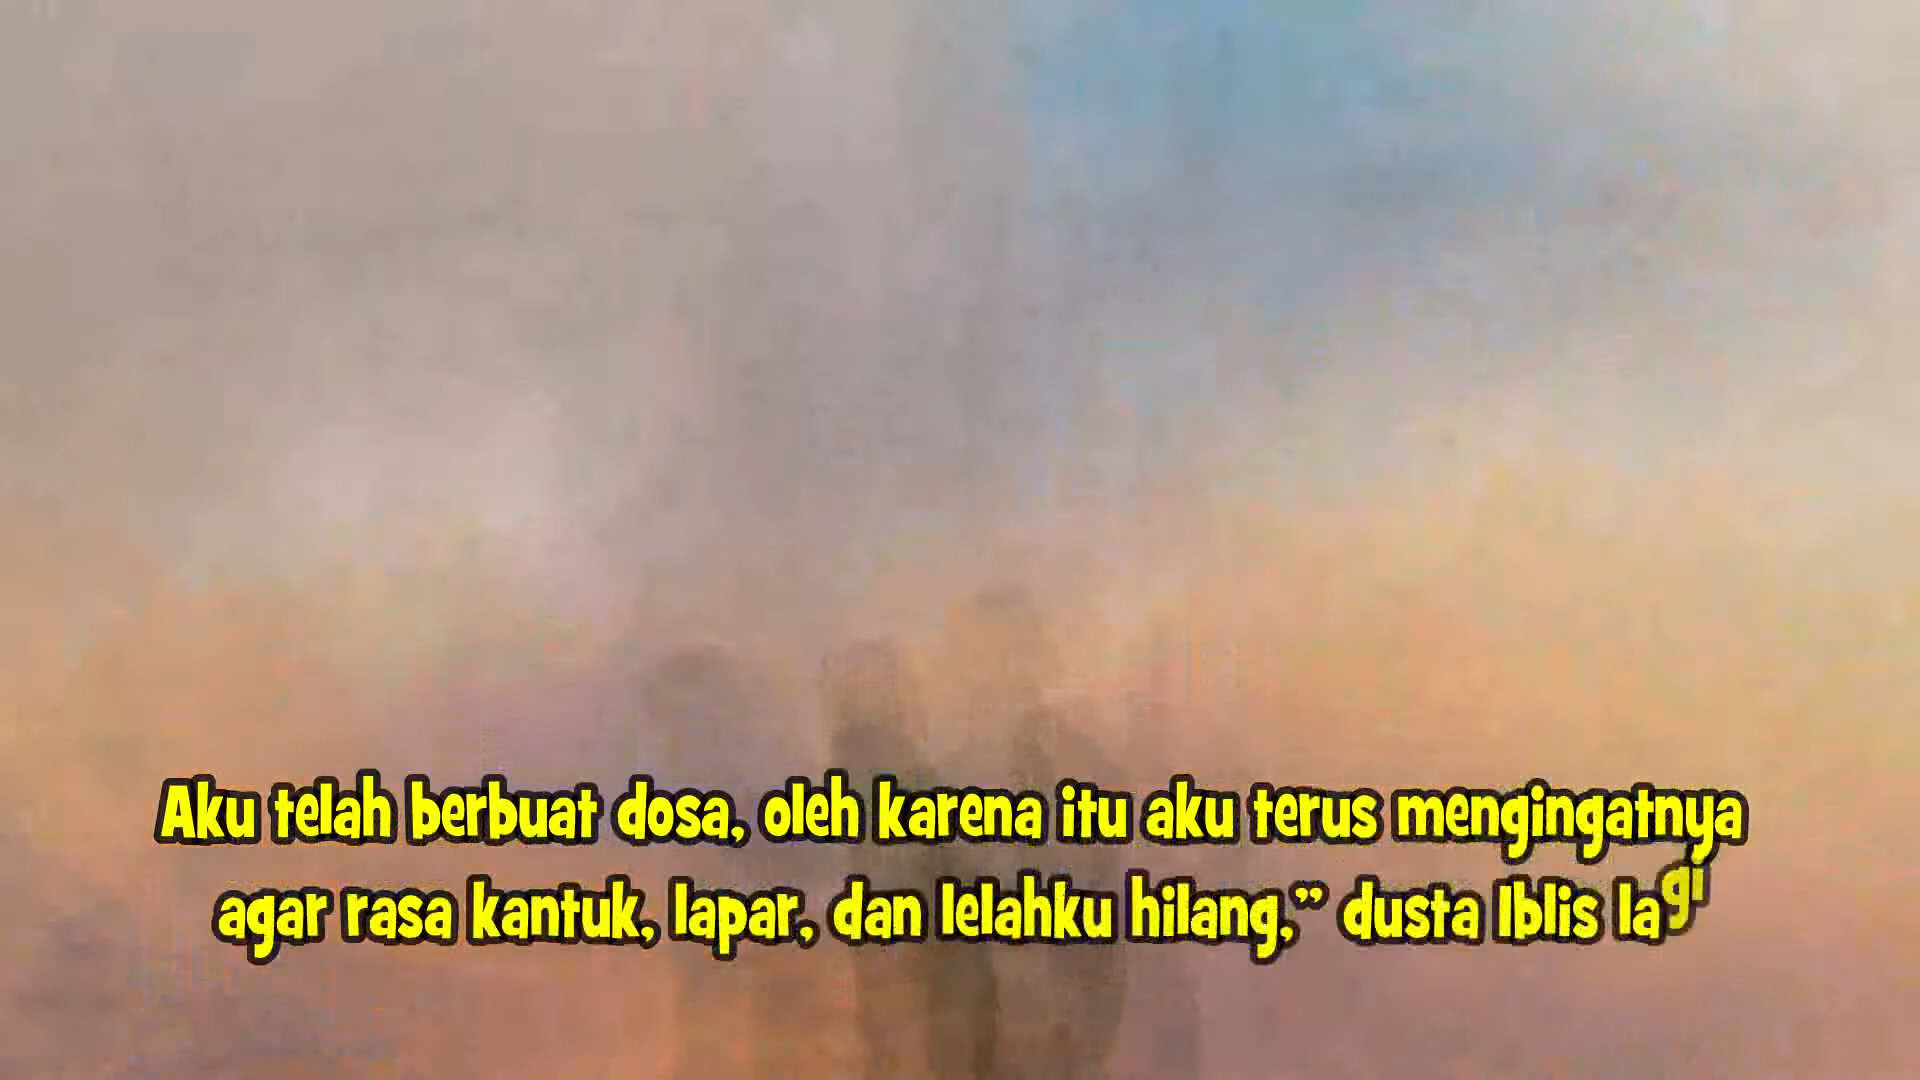 Aku telah berbuat dosa, oleh karena itu aku terus mengingatnya
agar rasa kantuk, lapar, dan lelahku hilang,” dusta Iblis lagi